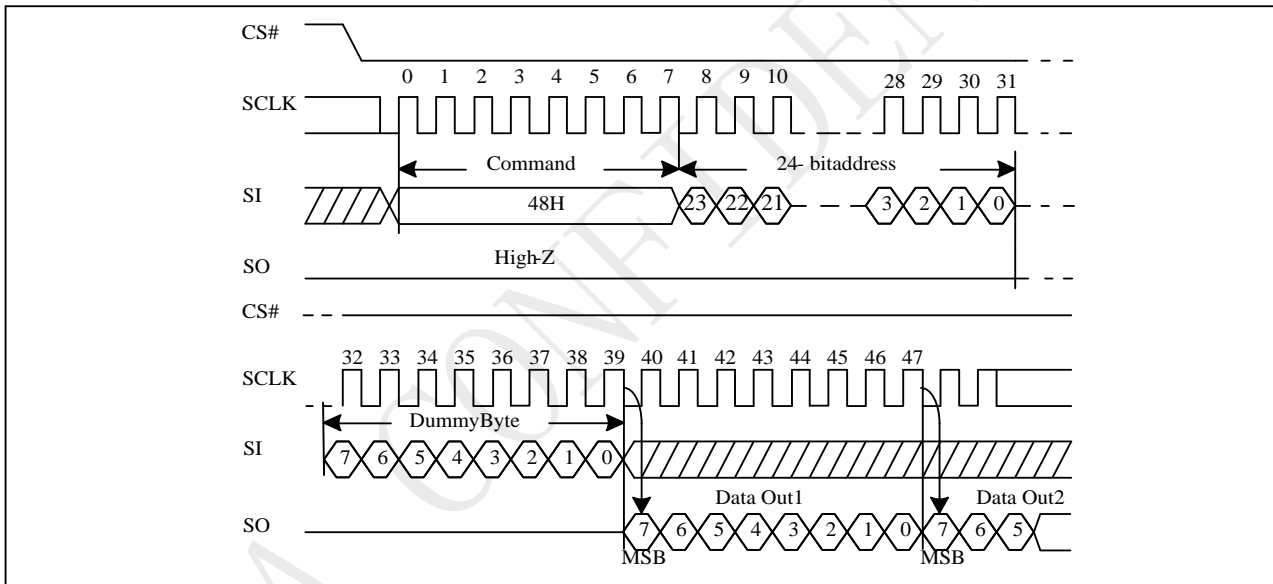 CS#
0 1 2 3 4 5 6 7 8 9 10 28 29 30 31
SCLK
Command 24- bitaddress
SI 48H 23 22 21 3 2 1 0
High-Z
SO
CS#
32 33 34 35 36 37 38 39 40 41 42 43 44 45 46 47
SCLK
DummyByte
SI 7 6 5 4 3 2 1 0
Data Out1 Data Out2
SO 7 6 5 4 3 2 1 0 7 6 5
MSB MSB